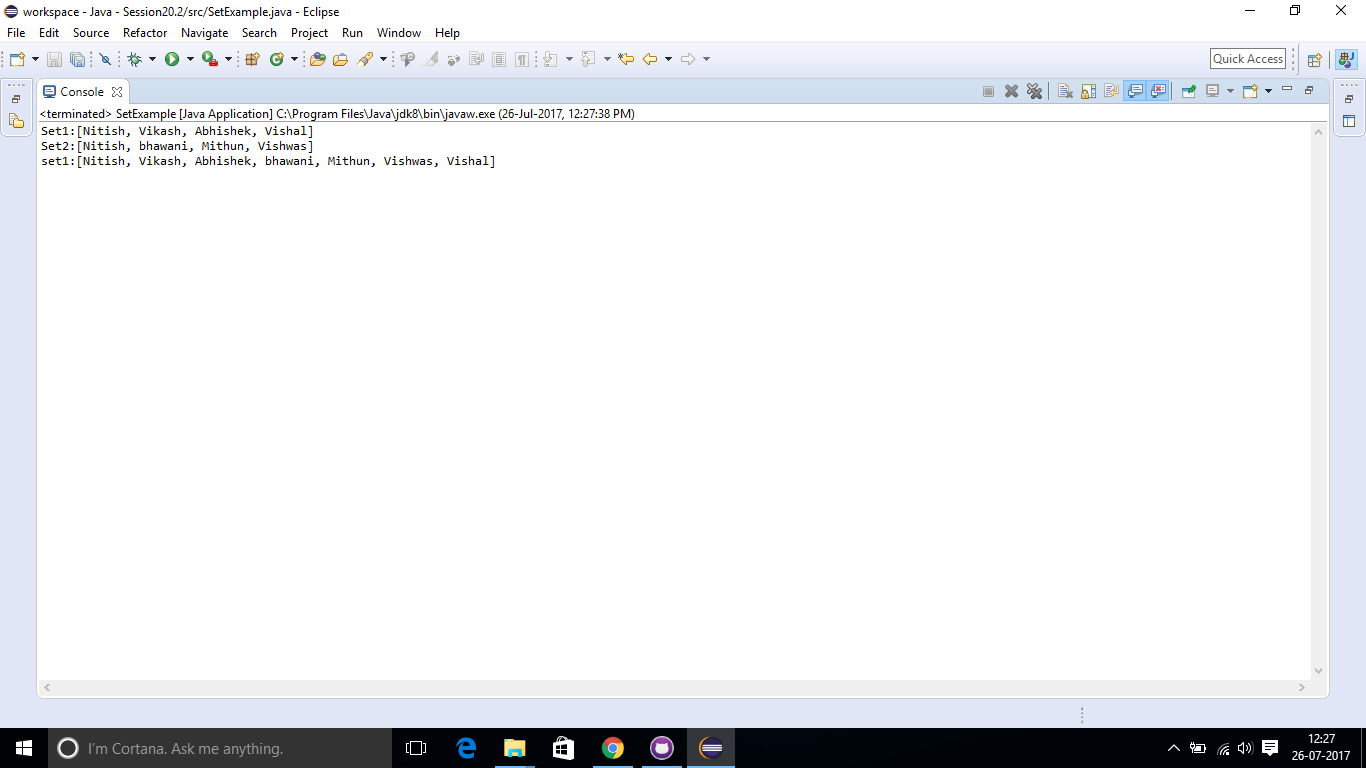 workspace - Java - Session20.2/src/SetExample.java - Eclipse
File Edit Source Refactor Navigate Search Project Run Window Help
Quick Access
Console
<terminated> SetExample [Java Application] C:\Program Files\Java\jdk8\bin\javaw.exe (26-Jul-2017, 12:27:38 PM)
Set1:[Nitish, Vikash, Abhishek, Vishal]
Set2:[Nitish, bhawani, Mithun, Vishwas]
set1:[Nitish, Vikash, Abhishek, bhawani, Mithun, Vishwas, Vishal]
I'm Cortana. Ask me anything.
12:27
26-07-2017